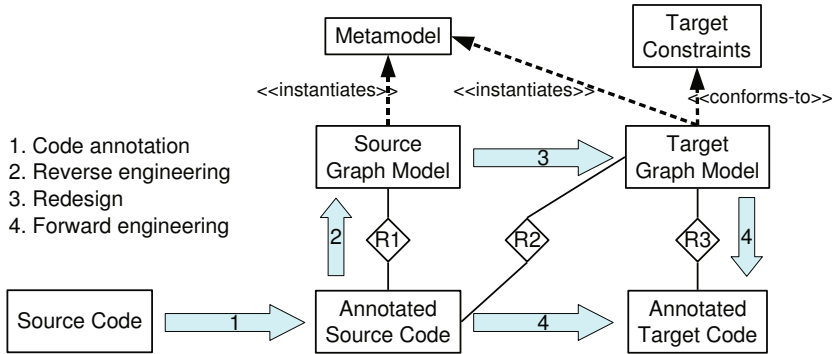 Metamodel
Target
Constraints
<<instantiates>>
<<instantiates>>
<<conforms-to>>
1. Code annotation
2. Reverse engineering
3. Redesign
4. Forward engineering
Source
Graph Model
3
Target
Graph Model
2
R1
R2
R3
4
Source Code
1
Annotated
Source Code
4
Annotated
Target Code